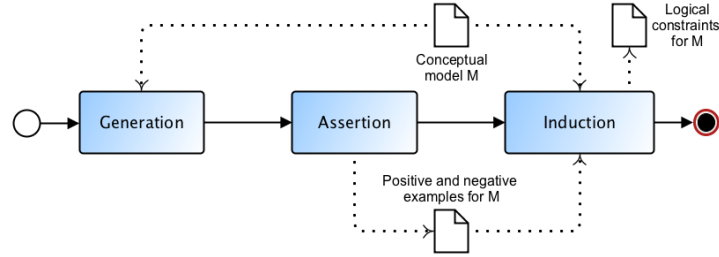 Conceptual
model M
Logical
constraints
for M
Generation
Assertion
Induction
Positive and negative
examples for M